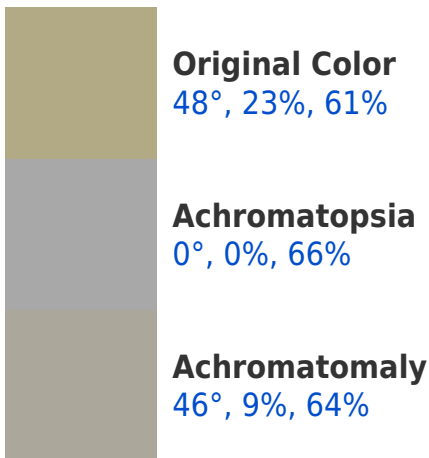 Original Color
48°, 23%, 61%
Achromatopsia
0°, 0%, 66%
Achromatomaly
46°, 9%, 64%